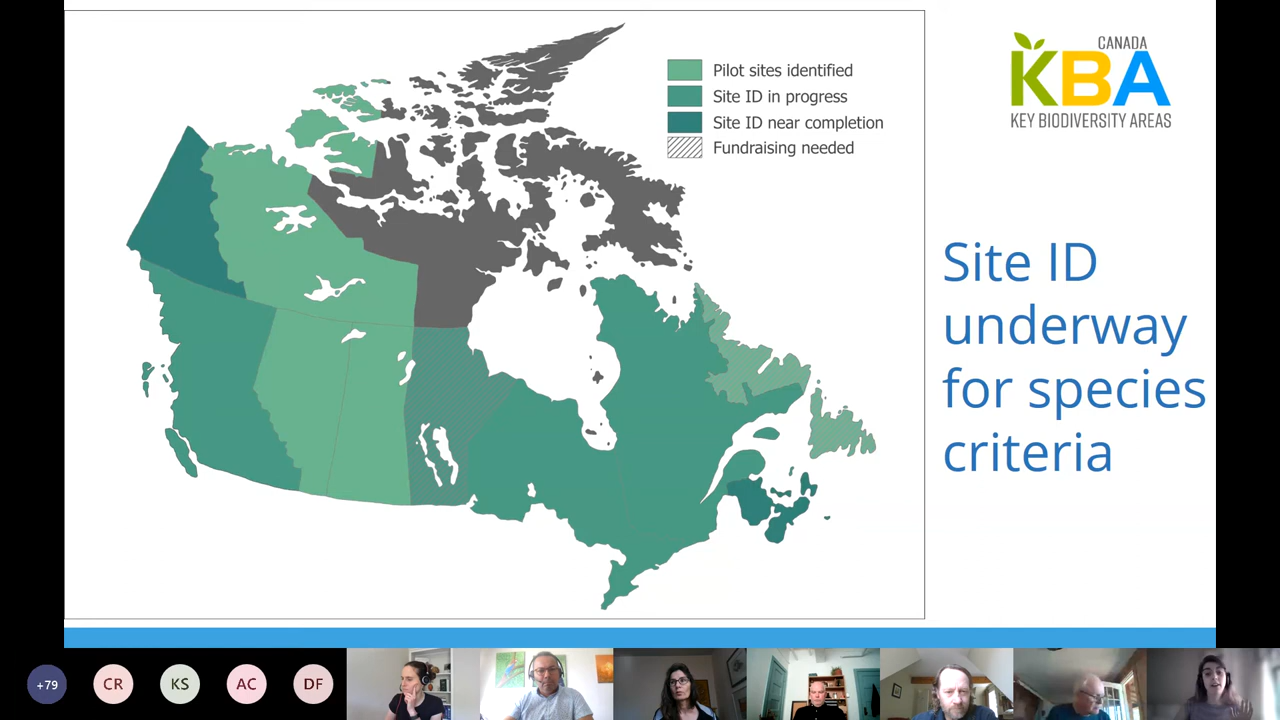 Pilot sites identified
Site ID in progress
Site ID near completion
Fundraising needed
CANADA
KBA
KEY BIODIVERSITY AREAS
Site ID
underway
for species
criteria
+79
CR
KS
AC
DF